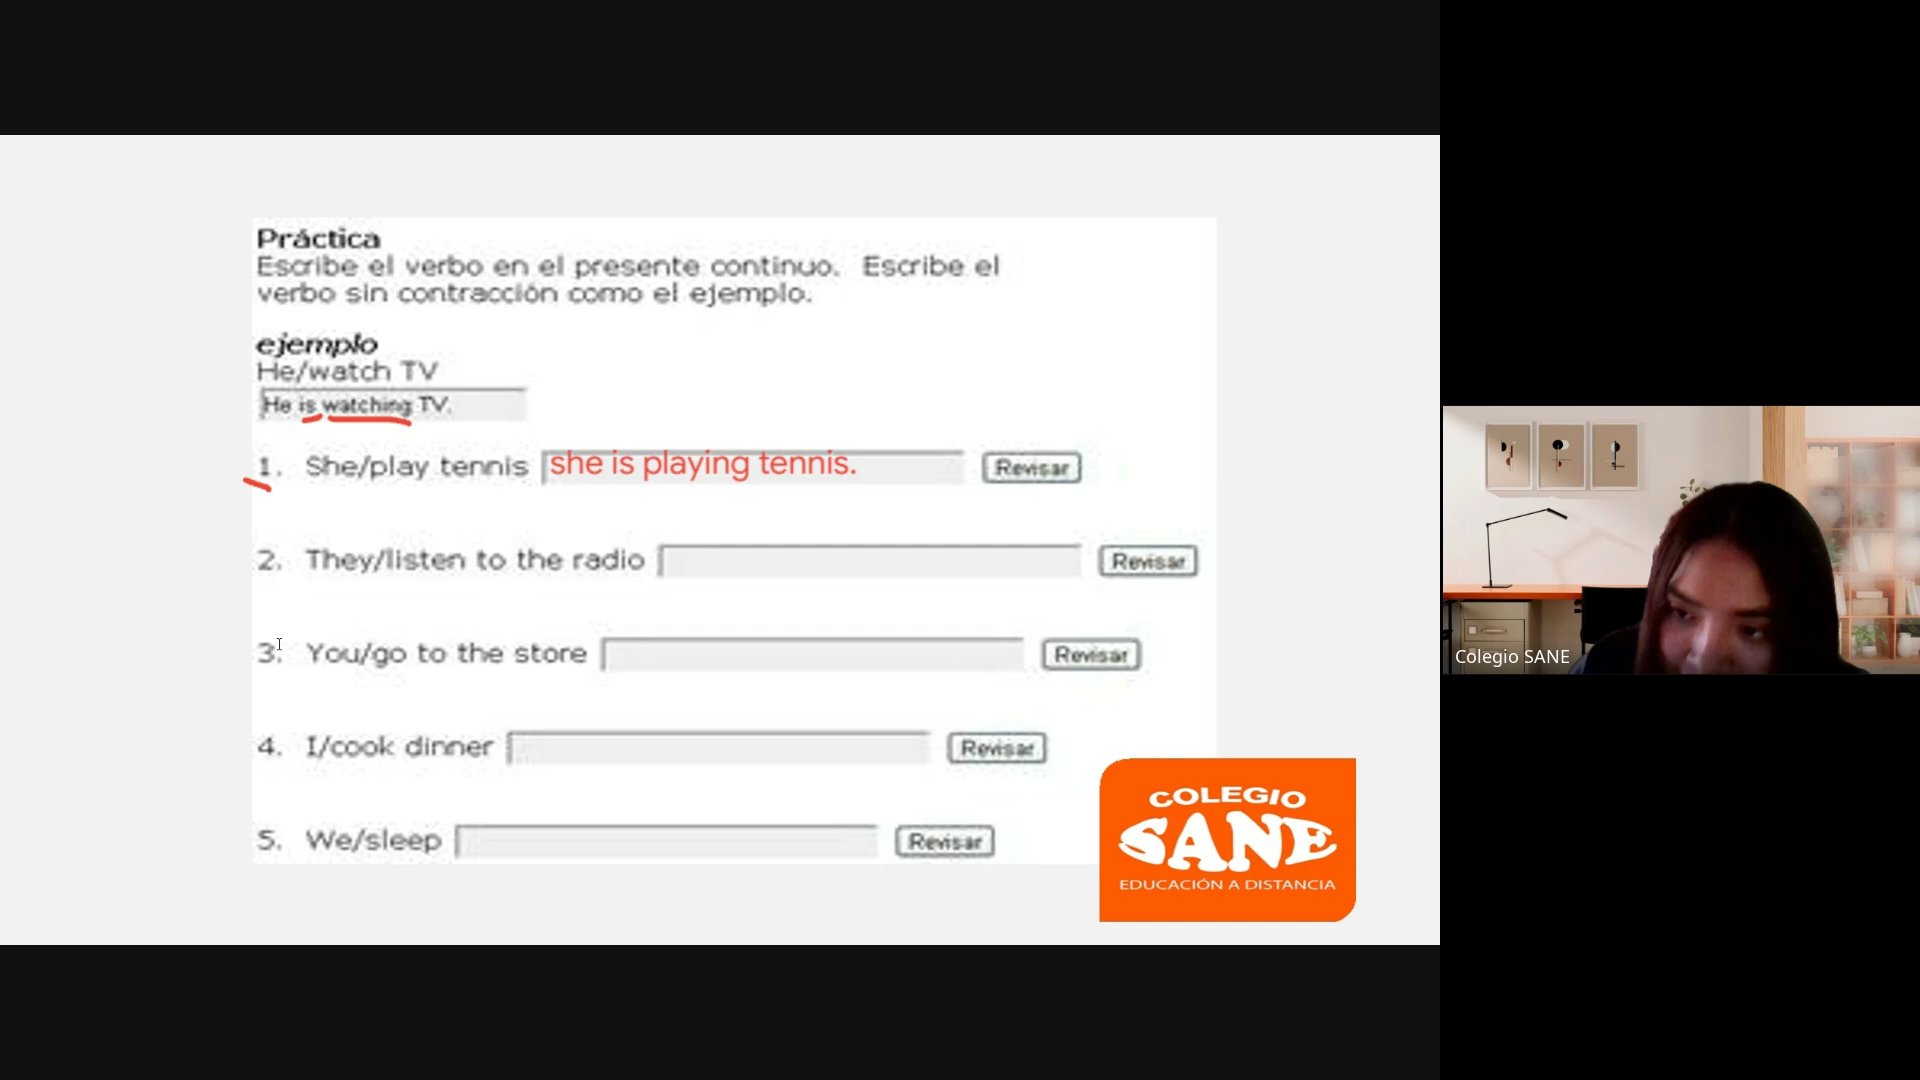 Práctica
Escribe el verbo en el presente continuo. Escribe el
verbo sin contracción como el ejemplo.
ejemplo
He/watch TV
He is watching TV.
1. She/play tennis she is playing tennis. Revisar
2. They/listen to the radio Revisar
3. You/go to the store Revisar
4. I/cook dinner Revisar
5. We/sleep Revisar
COLEGIO
SANE
EDUCACIÓN A DISTANCIA
Colegio SANE